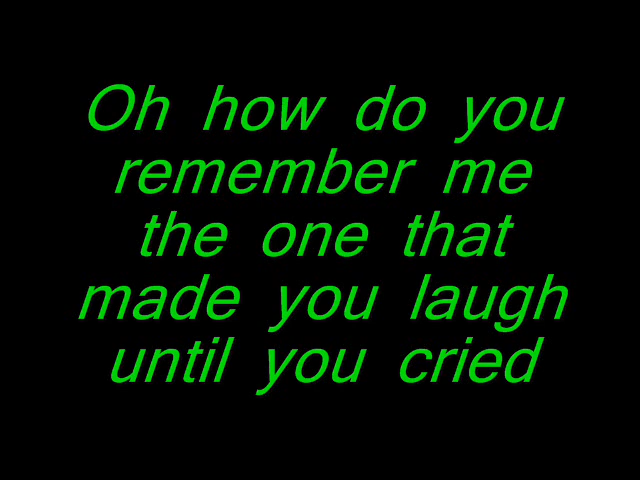 Oh how do you
remember me
the one that
made you laugh
until you cried